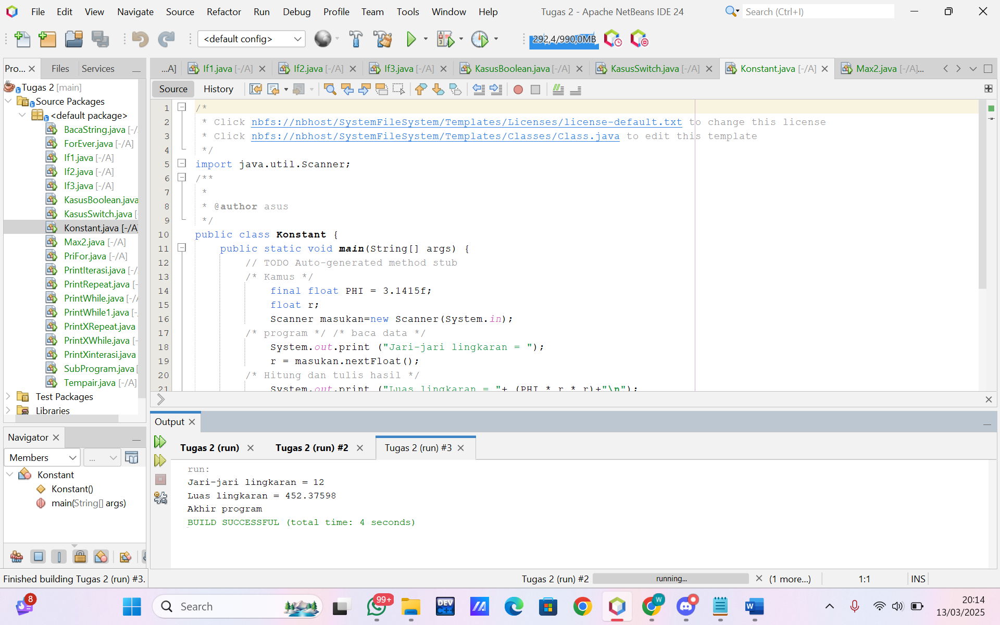 File Edit View Navigate Source Refactor Run Debug Profile Team Tools Window Help
Tugas 2 - Apache NetBeans IDE 24
Search (Ctrl+I)
<default config>
292,4/990,0MB
Pro... Files Services
...A] If1.java [-/A] If2.java [-/A] If3.java [-/A] KasusBoolean.java [-/A] KasusSwitch.java [-/A] Konstant.java [-/A] Max2.java [-/A]...
Source History
Tugas 2 [main]
Source Packages
<default package>
BacaString.java [-/
ForEver.java [-/A]
If1.java [-/A]
If2.java [-/A]
If3.java [-/A]
KasusBoolean.java
KasusSwitch.java [
Konstant.java [-/A]
Max2.java [-/A]
PriFor.java [-/A]
PrintIterasi.java [-/
PrintRepeat.java [-
PrintWhile.java [-/
PrintWhile1.java [-
PrintXRepeat.java
PrintXWhile.java [-
PrintXinterasi.java
SubProgram.java [
Tempair.java [-/A]
Test Packages
Libraries
1 /*
2 * Click nbfs://nbhost/SystemFileSystem/Templates/Licenses/license-default.txt to change this license
3 * Click nbfs://nbhost/SystemFileSystem/Templates/Classes/Class.java to edit this template
4 */
5 import java.util.Scanner;
6 /**
7 *
8 * @author asus
9 */
10 public class Konstant {
11 public static void main(String[] args) {
12 // TODO Auto-generated method stub
13 /* Kamus */
14 final float PHI = 3.1415f;
15 float r;
16 Scanner masukan=new Scanner(System.in);
17 /* program */ /* baca data */
18 System.out.print ("Jari-jari lingkaran = ");
19 r = masukan.nextFloat();
20 /* Hitung dan tulis hasil */
21 System.out.print ("Luas lingkaran = "+ (PHI * r * r)+"\n");
Navigator
Members
...
Konstant
Konstant()
main(String[] args)
Output
Tugas 2 (run) Tugas 2 (run) #2 Tugas 2 (run) #3
run:
Jari-jari lingkaran = 12
Luas lingkaran = 452.37598
Akhir program
BUILD SUCCESSFUL (total time: 4 seconds)
Finished building Tugas 2 (run) #3.
Tugas 2 (run) #2 running... (1 more...) 1:1 INS
8
Search
99+
DEV C++
W
W
20:14
13/03/2025